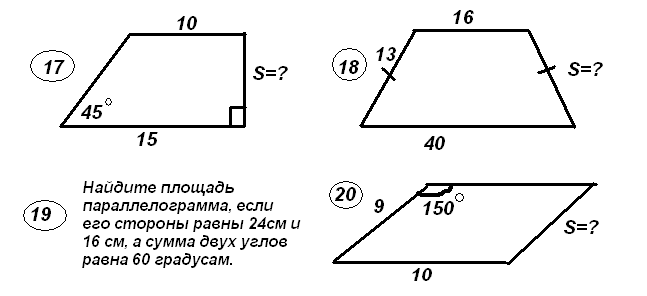 10
17
S=?
45°
15
16
18
13
S=?
40
19
Найдите площадь
параллелограмма, если
его стороны равны 24см и
16 см, а сумма двух углов
равна 60 градусам.
20
9
150°
S=?
10